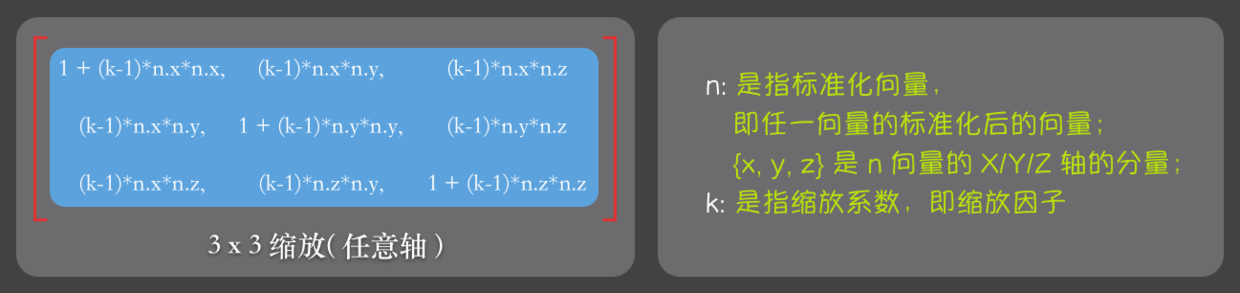 1 + (k-1)*n.x*n.x, (k-1)*n.x*n.y, (k-1)*n.x*n.z
(k-1)*n.x*n.y, 1 + (k-1)*n.y*n.y, (k-1)*n.y*n.z
(k-1)*n.x*n.z, (k-1)*n.z*n.y, 1 + (k-1)*n.z*n.z
3 x 3 缩放( 任意轴 )
n: 是指标准化向量，
即任一向量的标准化后的向量；
{x, y, z} 是 n 向量的 X/Y/Z 轴的分量；
k: 是指缩放系数，即缩放因子